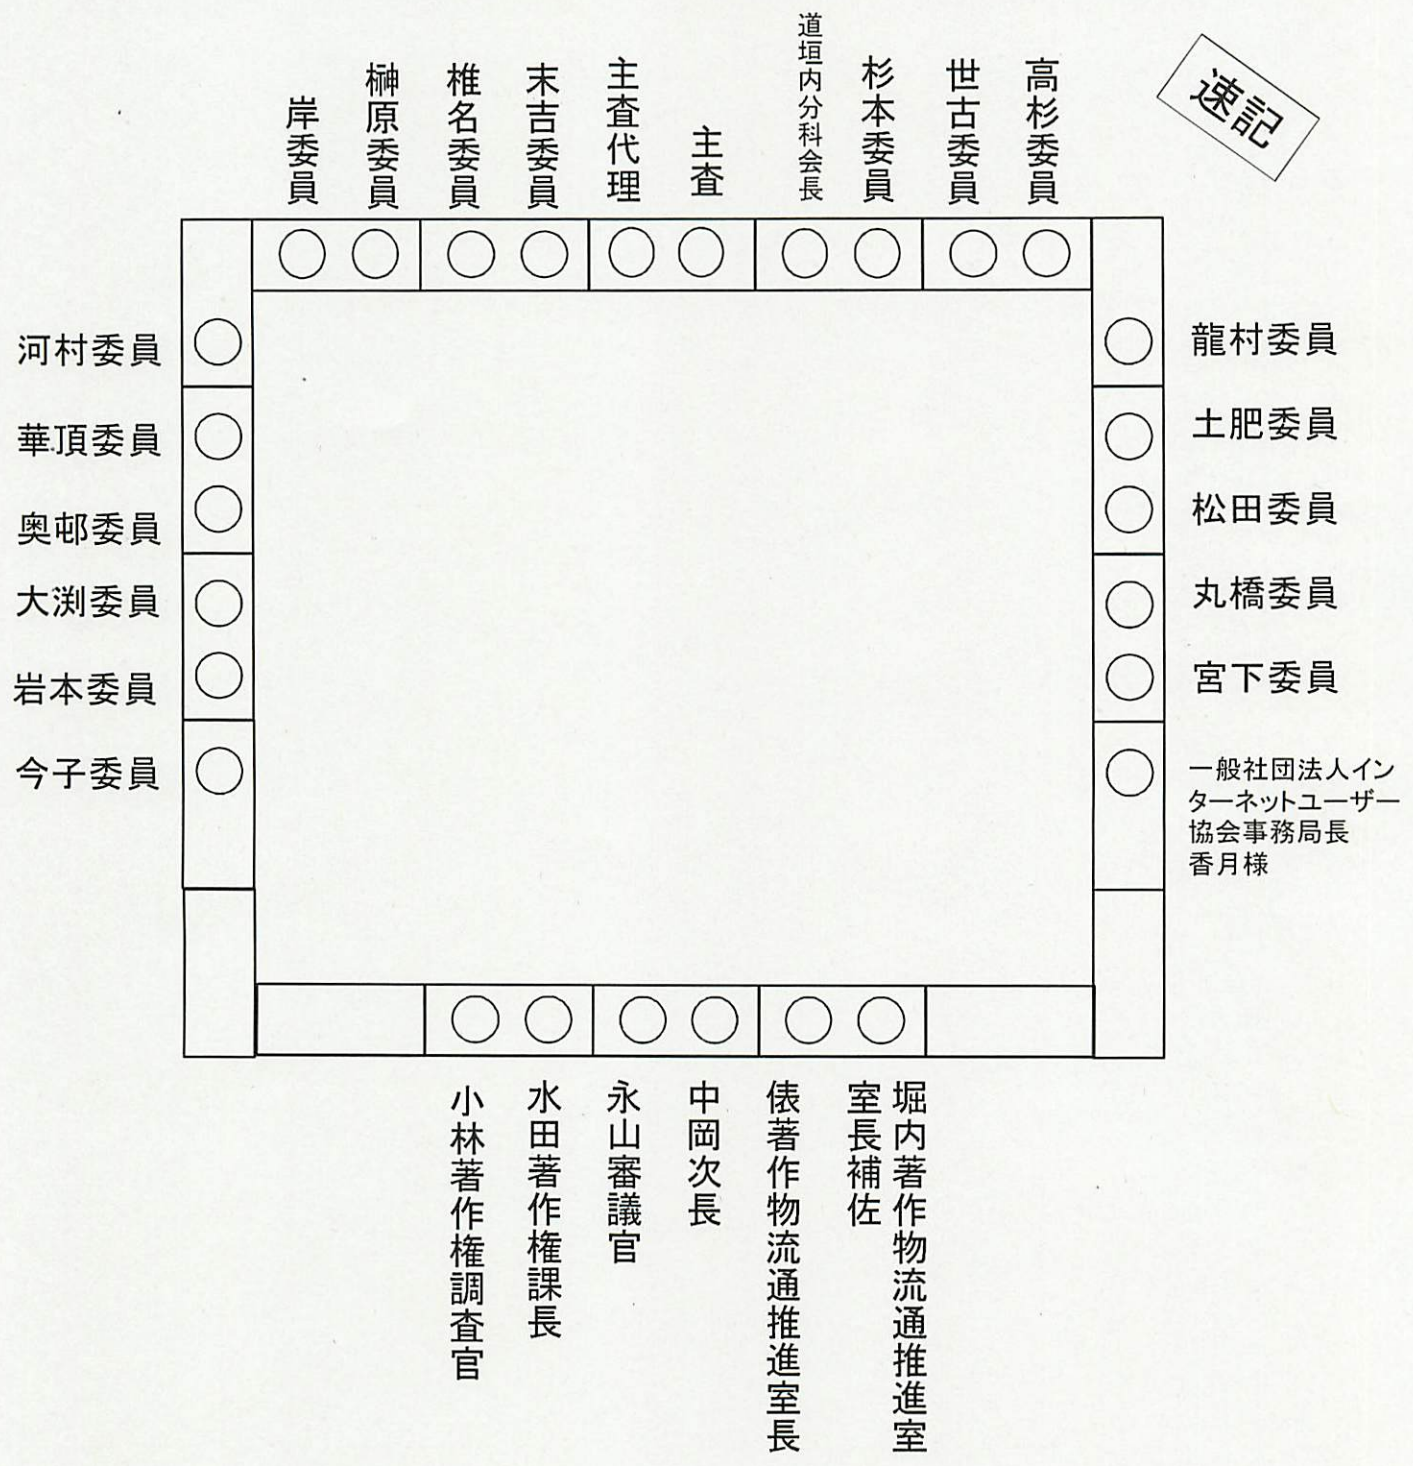 岸委員
榊原委員
椎名委員
末吉委員
主査代理
主査
道垣内分科会長
杉本委員
世古委員
高杉委員
速記
河村委員
華頂委員
奥邨委員
大渕委員
岩本委員
今子委員
龍村委員
土肥委員
松田委員
丸橋委員
宮下委員
一般社団法人イン
ターネットユーザー
協会事務局長
香月様
小林著作権調査官
水田著作権課長
永山審議官
中岡次長
俵著作物流通推進室長
堀内著作物流通推進室
室長補佐